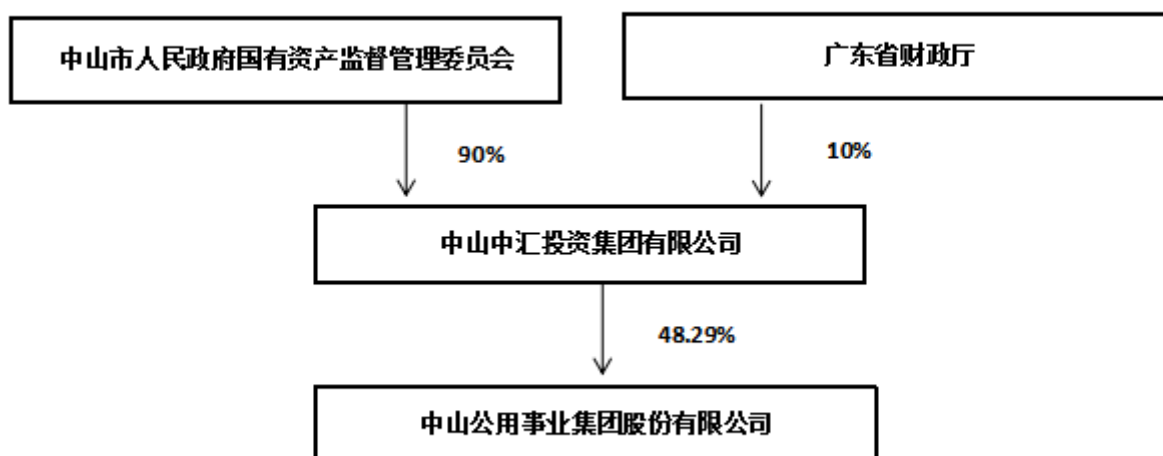 中山市人民政府国有资产监督管理委员会
广东省财政厅
90%
10%
中山中汇投资集团有限公司
48.29%
中山公用事业集团股份有限公司